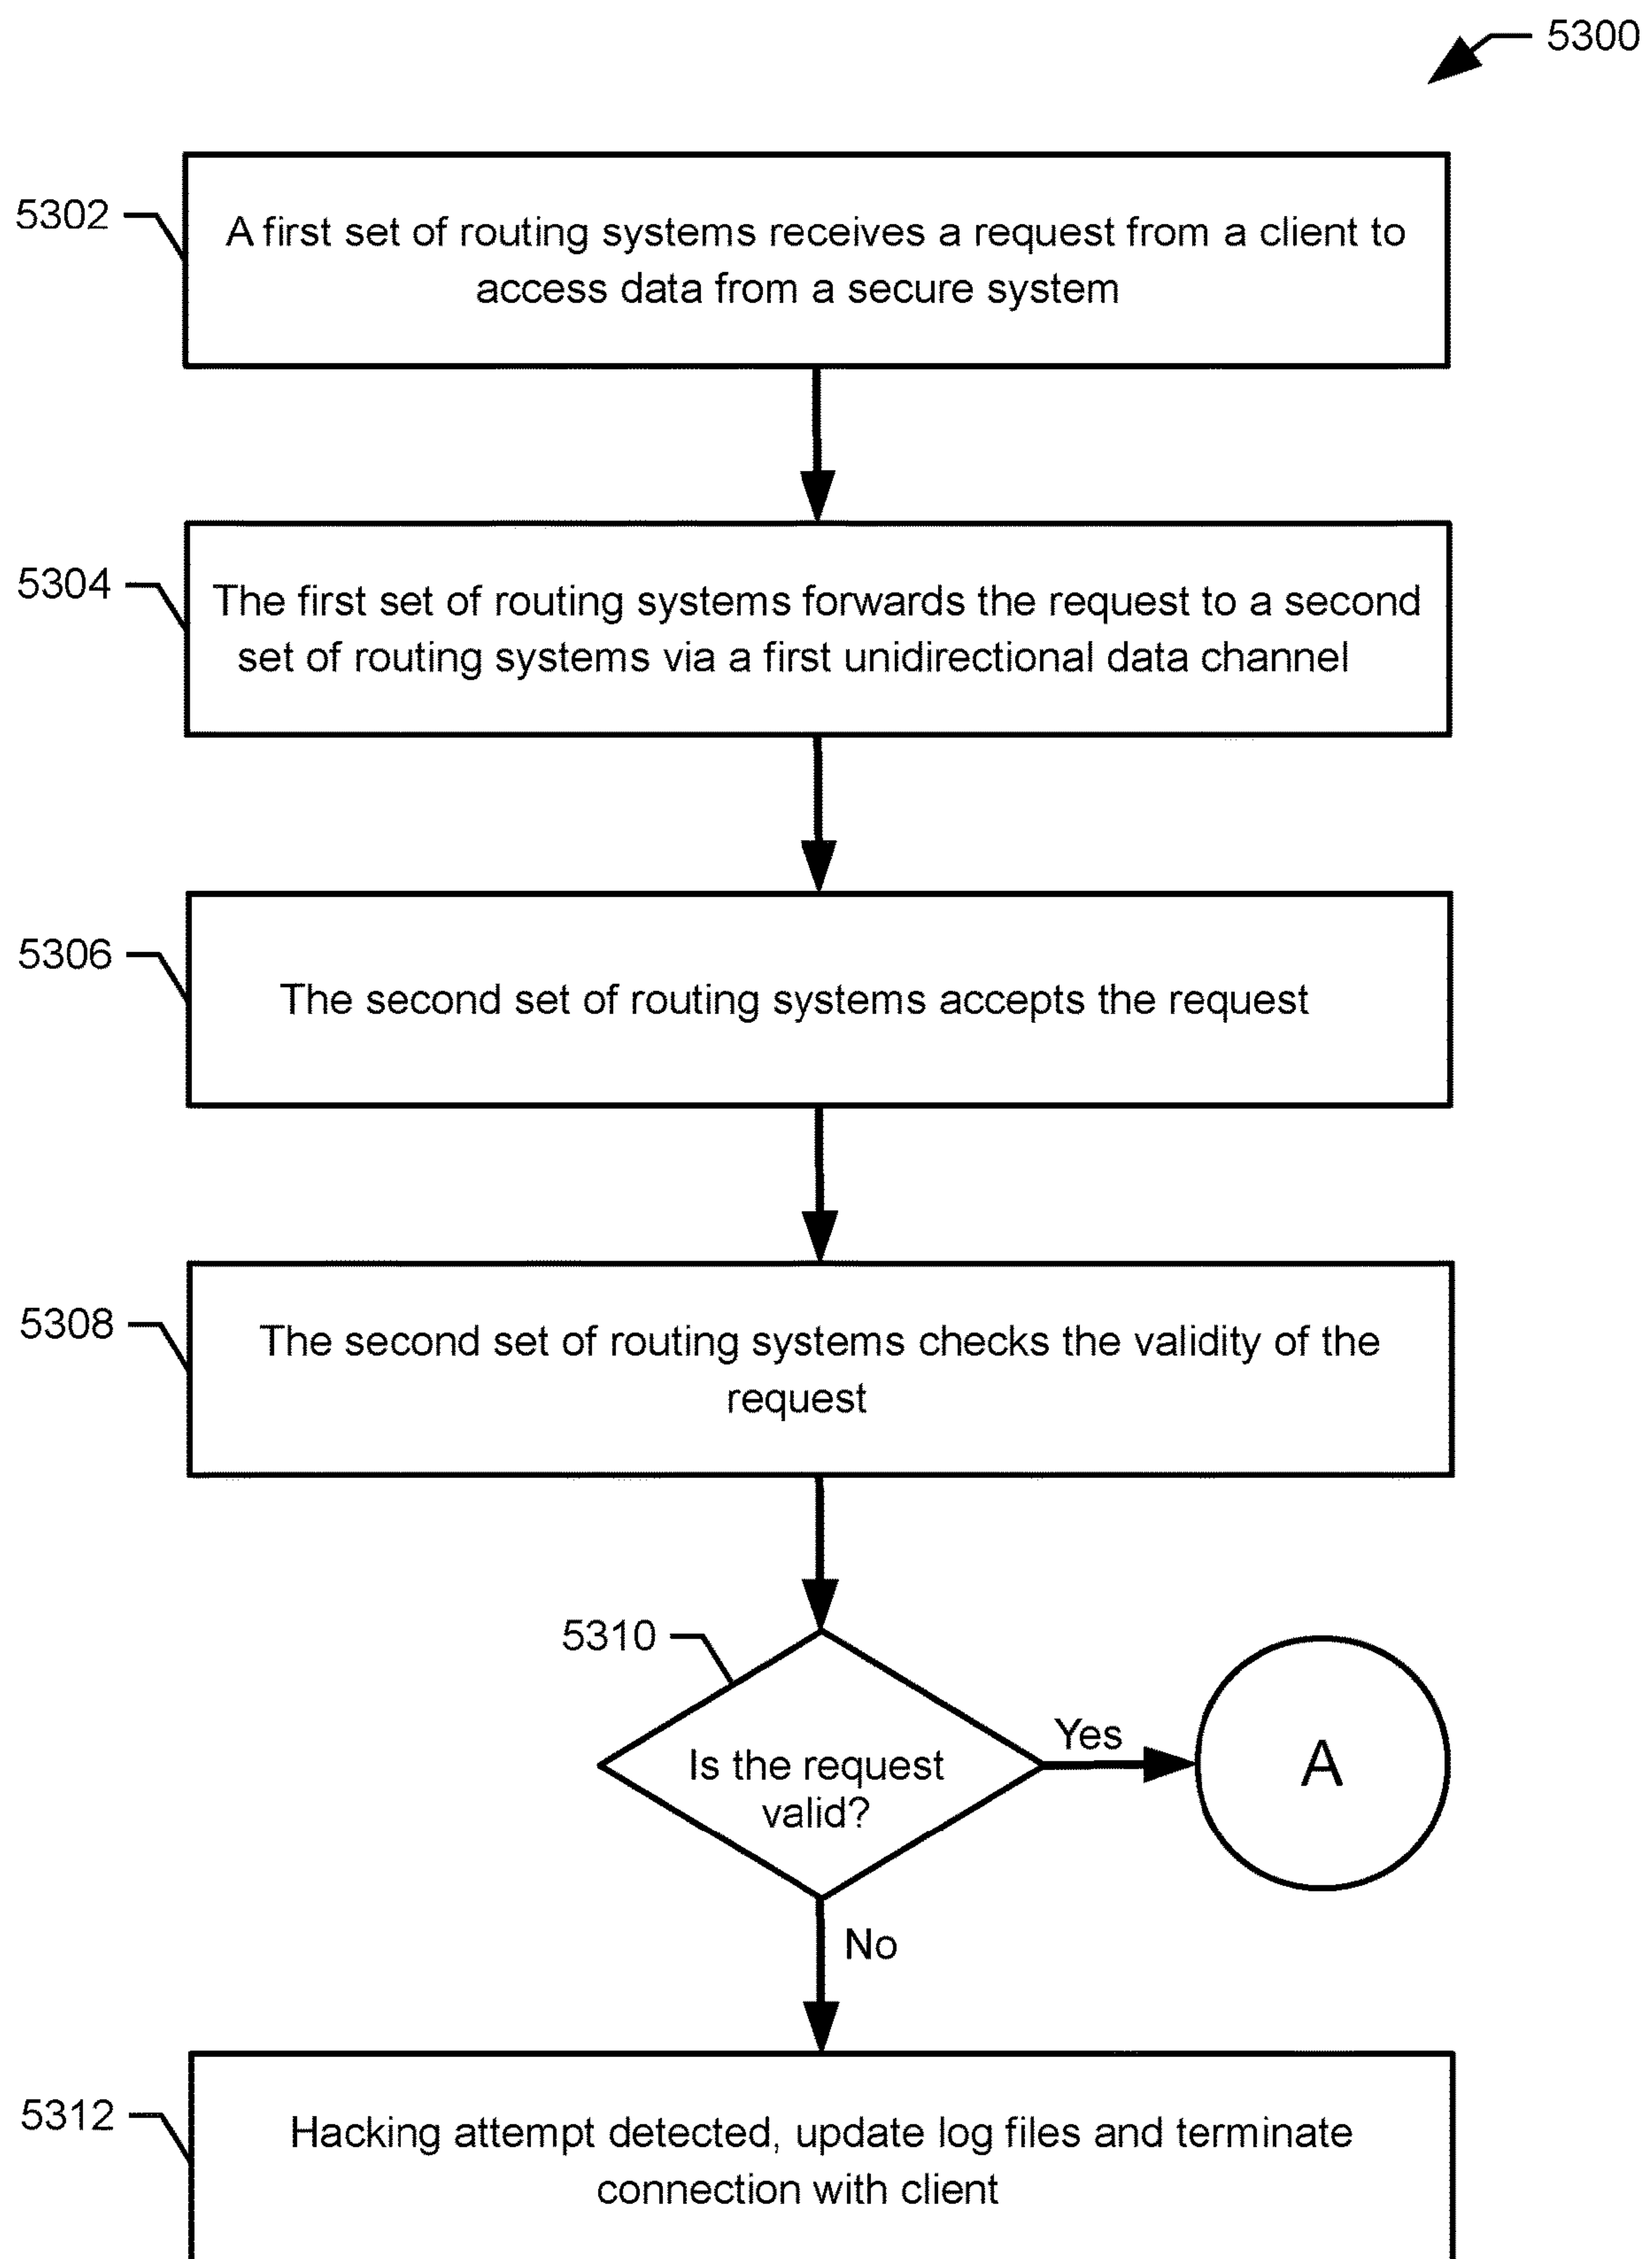 5300
5302
A first set of routing systems receives a request from a client to
access data from a secure system
5304
The first set of routing systems forwards the request to a second
set of routing systems via a first unidirectional data channel
5306
The second set of routing systems accepts the request
5308
The second set of routing systems checks the validity of the
request
5310
Is the request
valid?
Yes
A
No
5312
Hacking attempt detected, update log files and terminate
connection with client